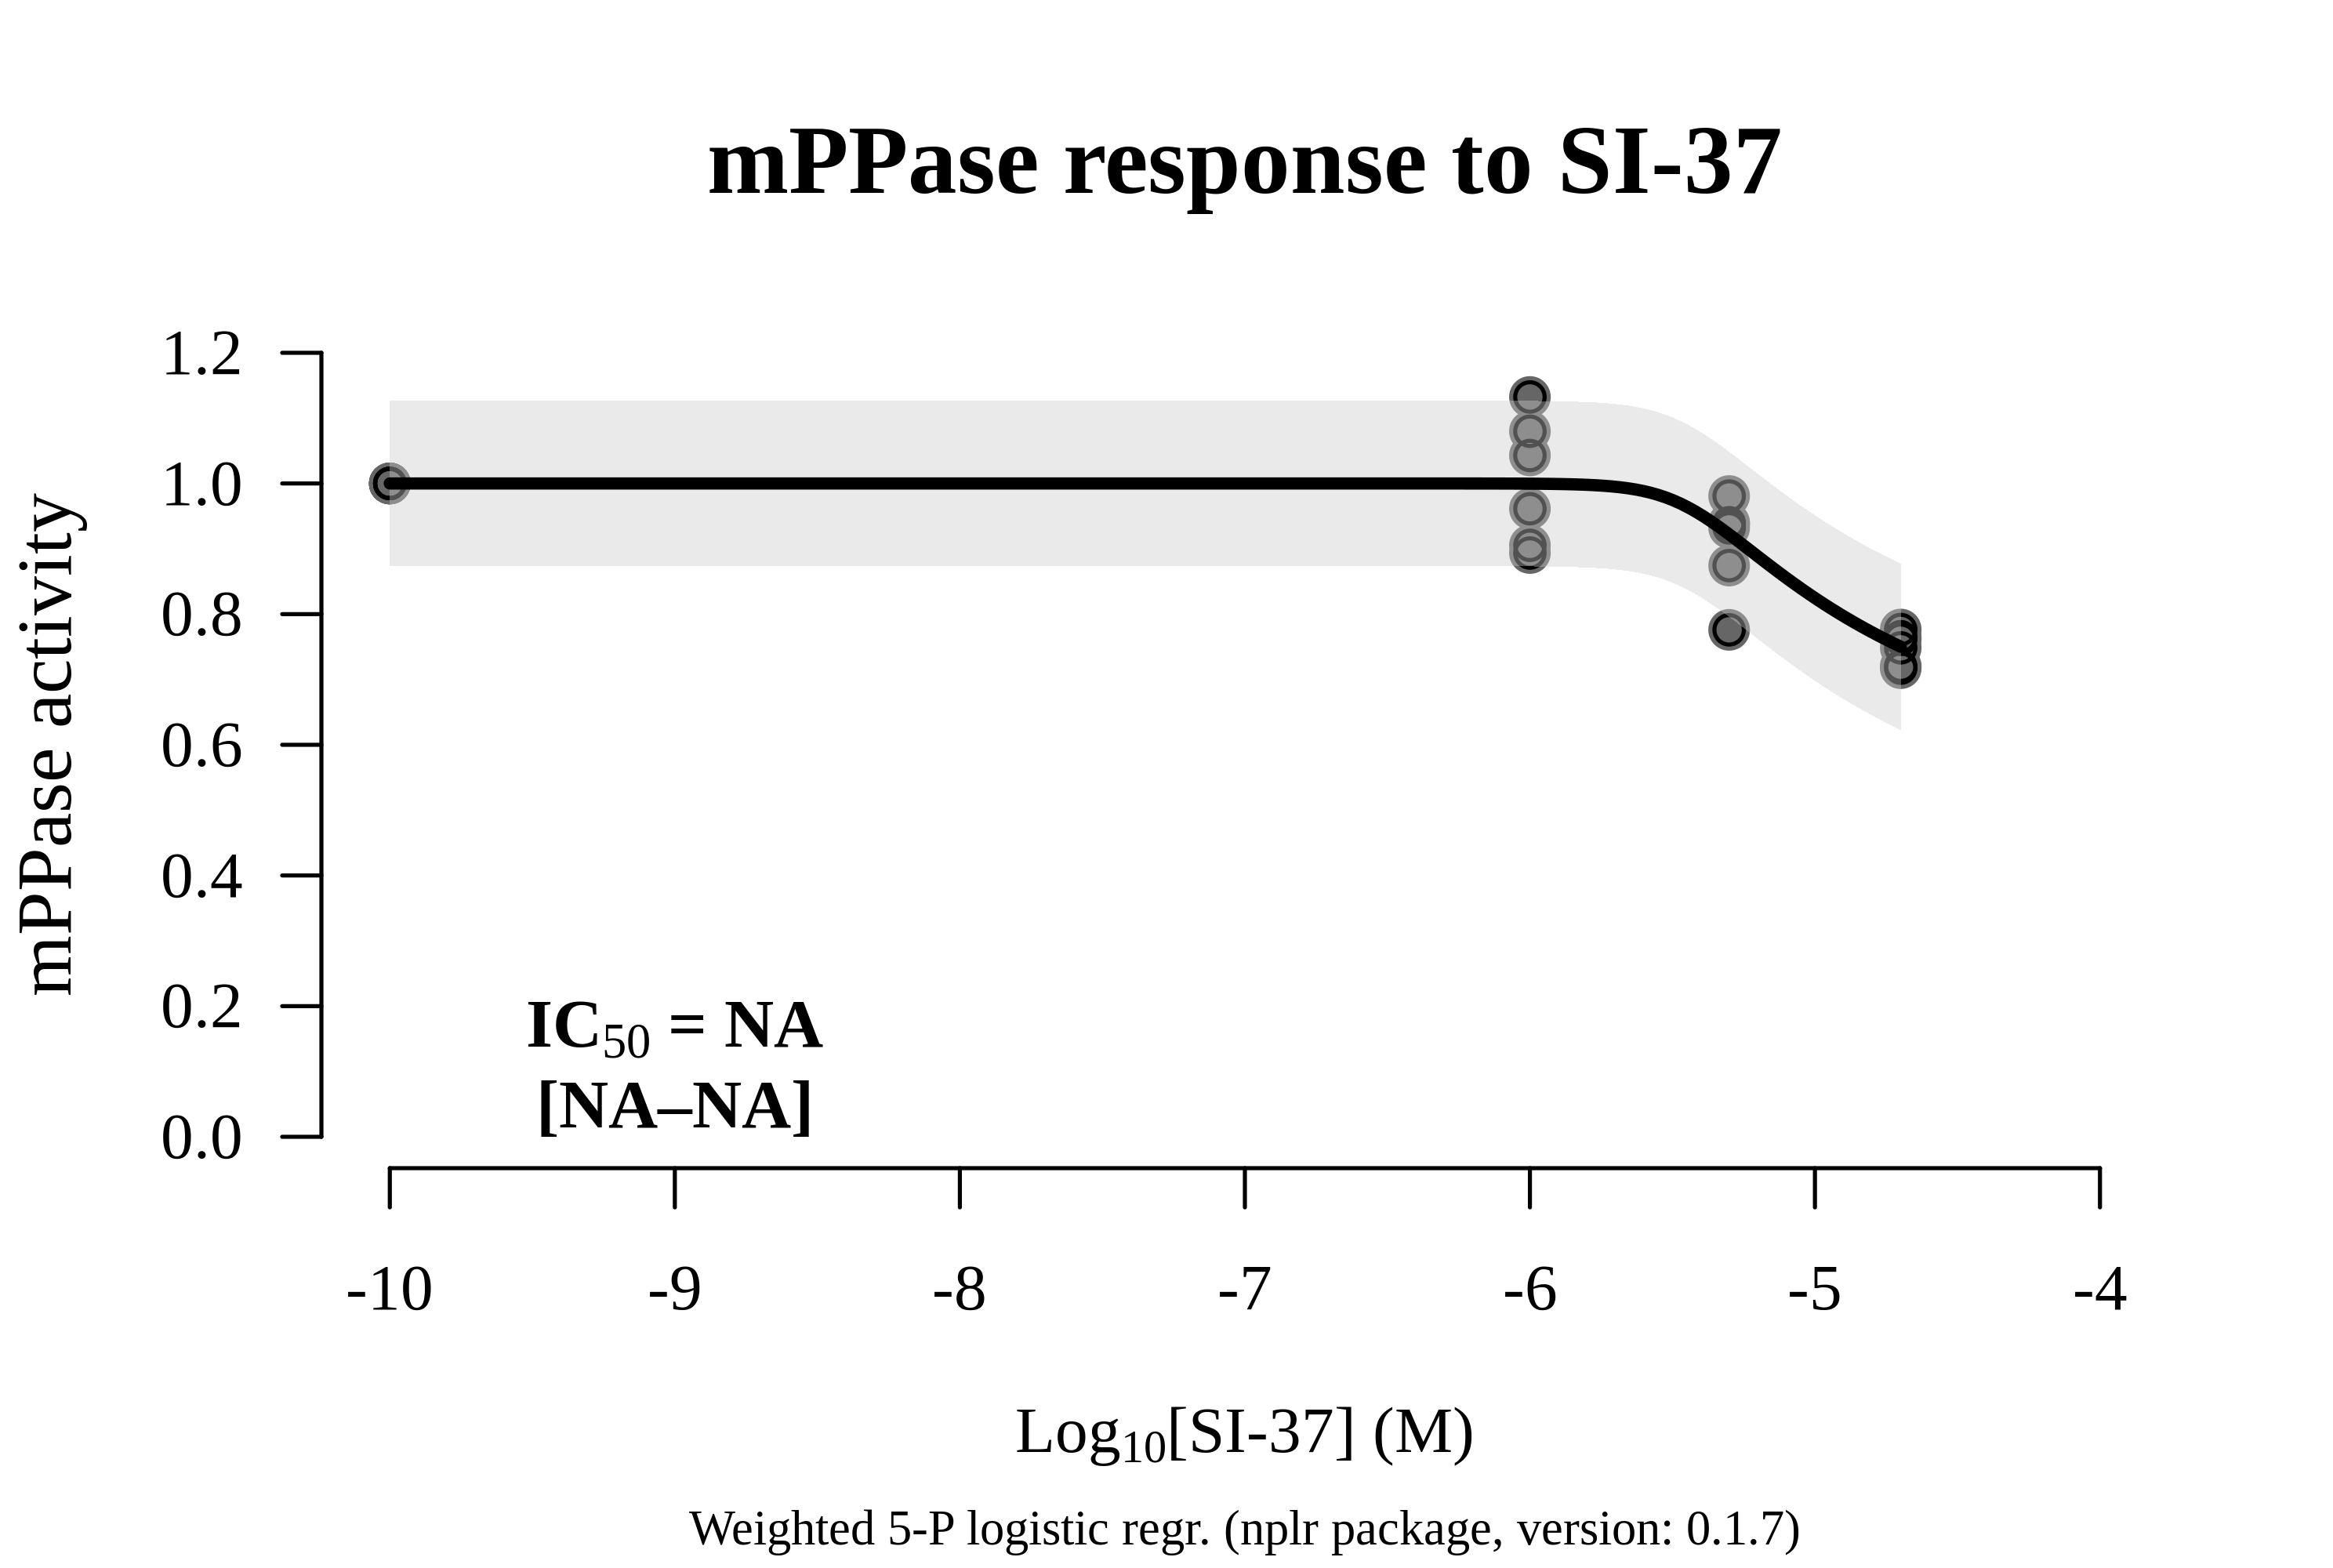 mPPase response to SI-37
mPPase activity
1.2
1.0
0.8
0.6
0.4
0.2
0.0
IC50 = NA
[NA–NA]
-10 -9 -8 -7 -6 -5 -4
Log10[SI-37] (M)
Weighted 5-P logistic regr. (nplr package, version: 0.1.7)